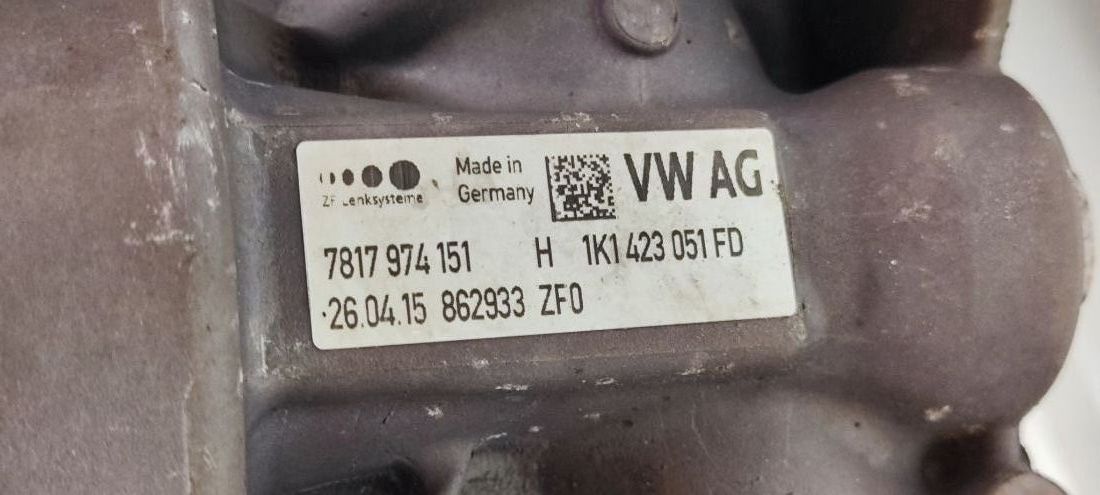 Made in
Germany
VW AG
ZF Lenksysteme
7817 974 151 H 1K1 423 051 FD
26.04.15 862933 ZF0